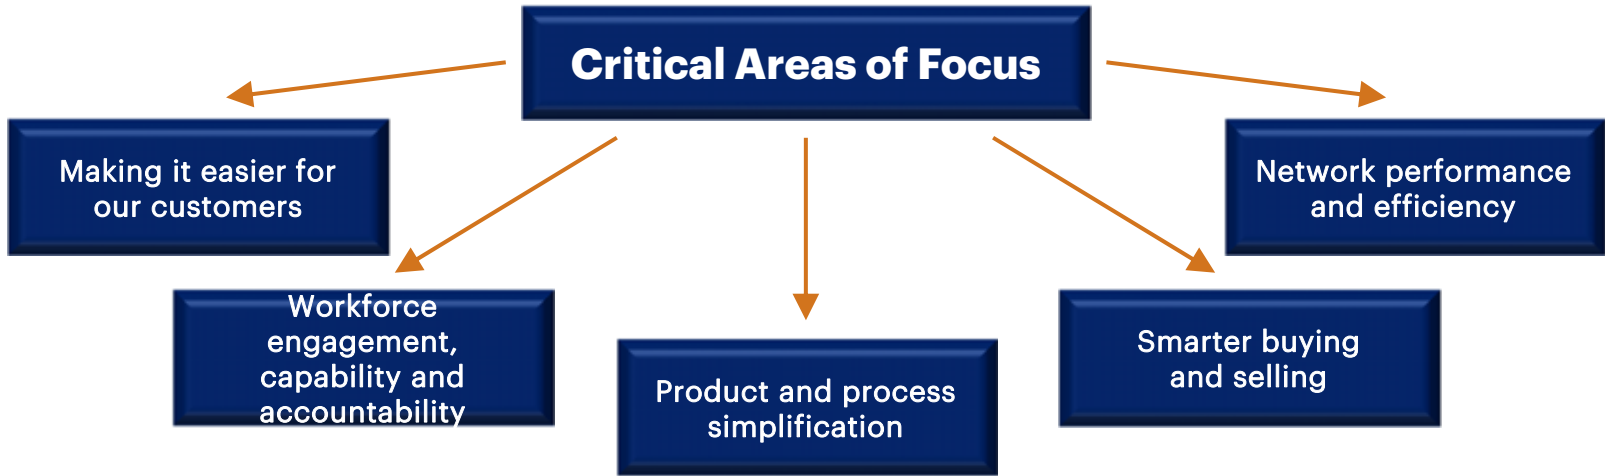 Critical Areas of Focus
Making it easier for
our customers
Network performance
and efficiency
Workforce
engagement,
capability and
accountability
Product and process
simplification
Smarter buying
and selling